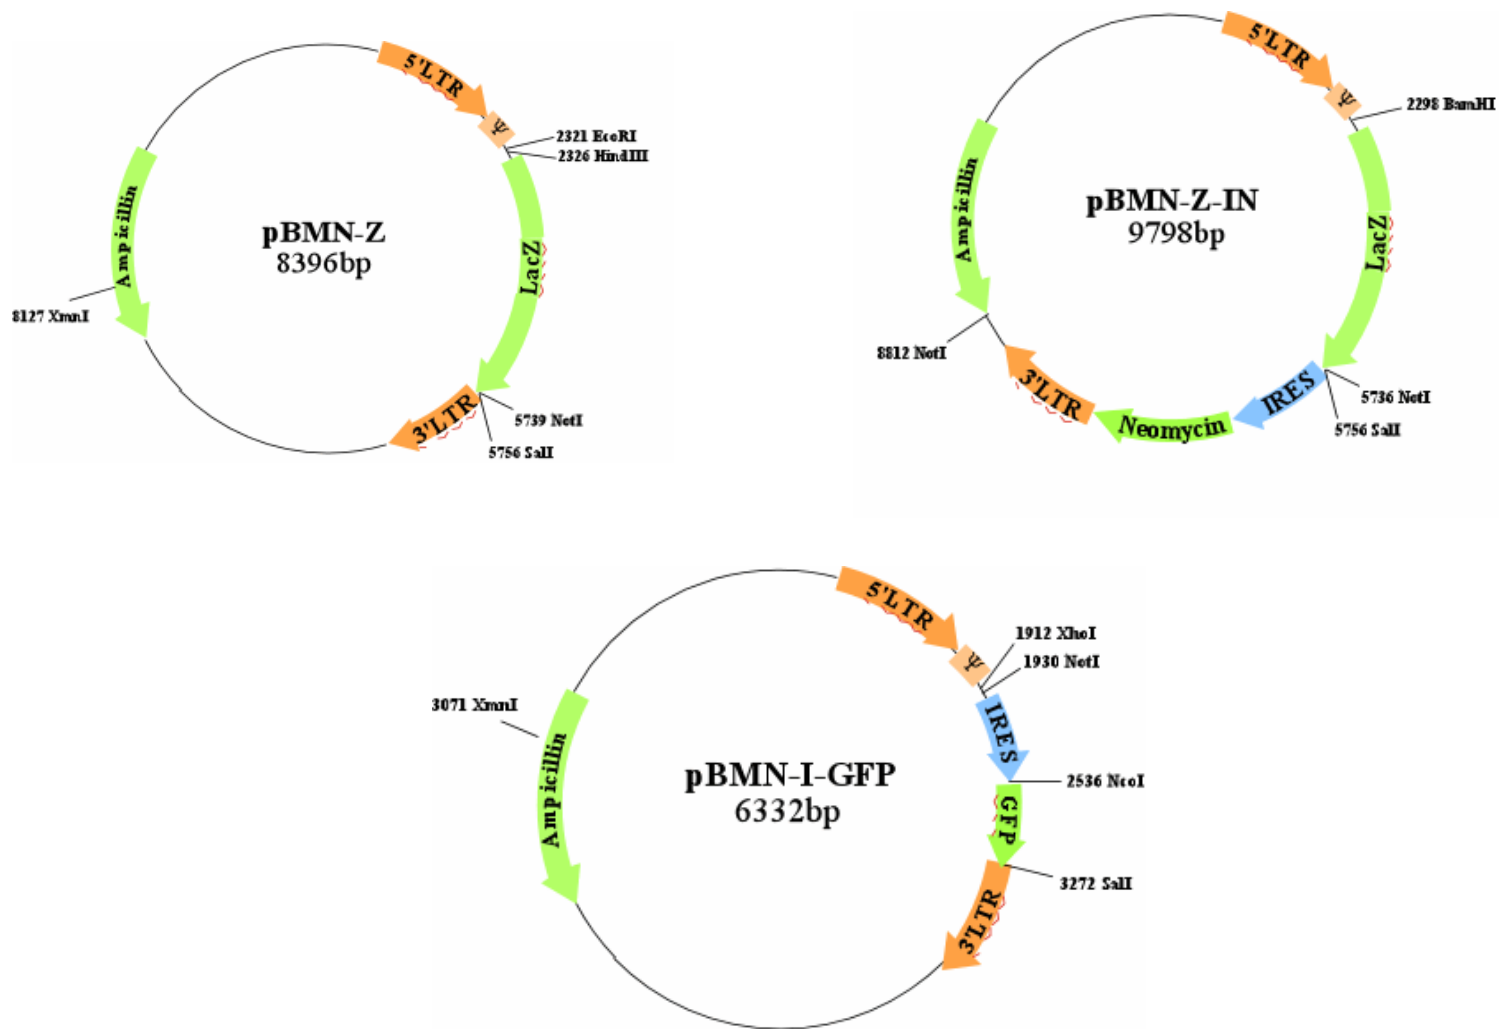 5'LTR
Ψ
2321 EcoRI
2326 HindIII
Ampicillin
pBMN-Z
8396bp
LacZ
8127 XmnI
5739 NotI
3'LTR
5756 SalI
5'LTR
Ψ
2298 BamHI
Ampicillin
pBMN-Z-IN
9798bp
LacZ
8812 NotI
3'LTR
IRES
5736 NotI
Neomycin
5756 SalI
5'LTR
Ψ
1912 XhoI
1930 NotI
3071 XmnI
IRES
Ampicillin
pBMN-I-GFP
6332bp
2536 NcoI
GFP
3272 SalI
3'LTR